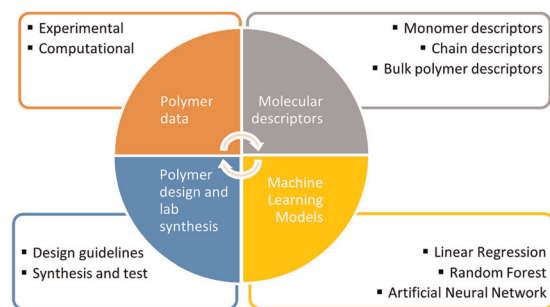 ▪ Experimental
▪ Computational
▪ Monomer descriptors
▪ Chain descriptors
▪ Bulk polymer descriptors
Polymer
data
Molecular
descriptors
Polymer
design and
lab
synthesis
Machine
Learning
Models
▪ Design guidelines
▪ Synthesis and test
▪ Linear Regression
▪ Random Forest
▪ Artificial Neural Network